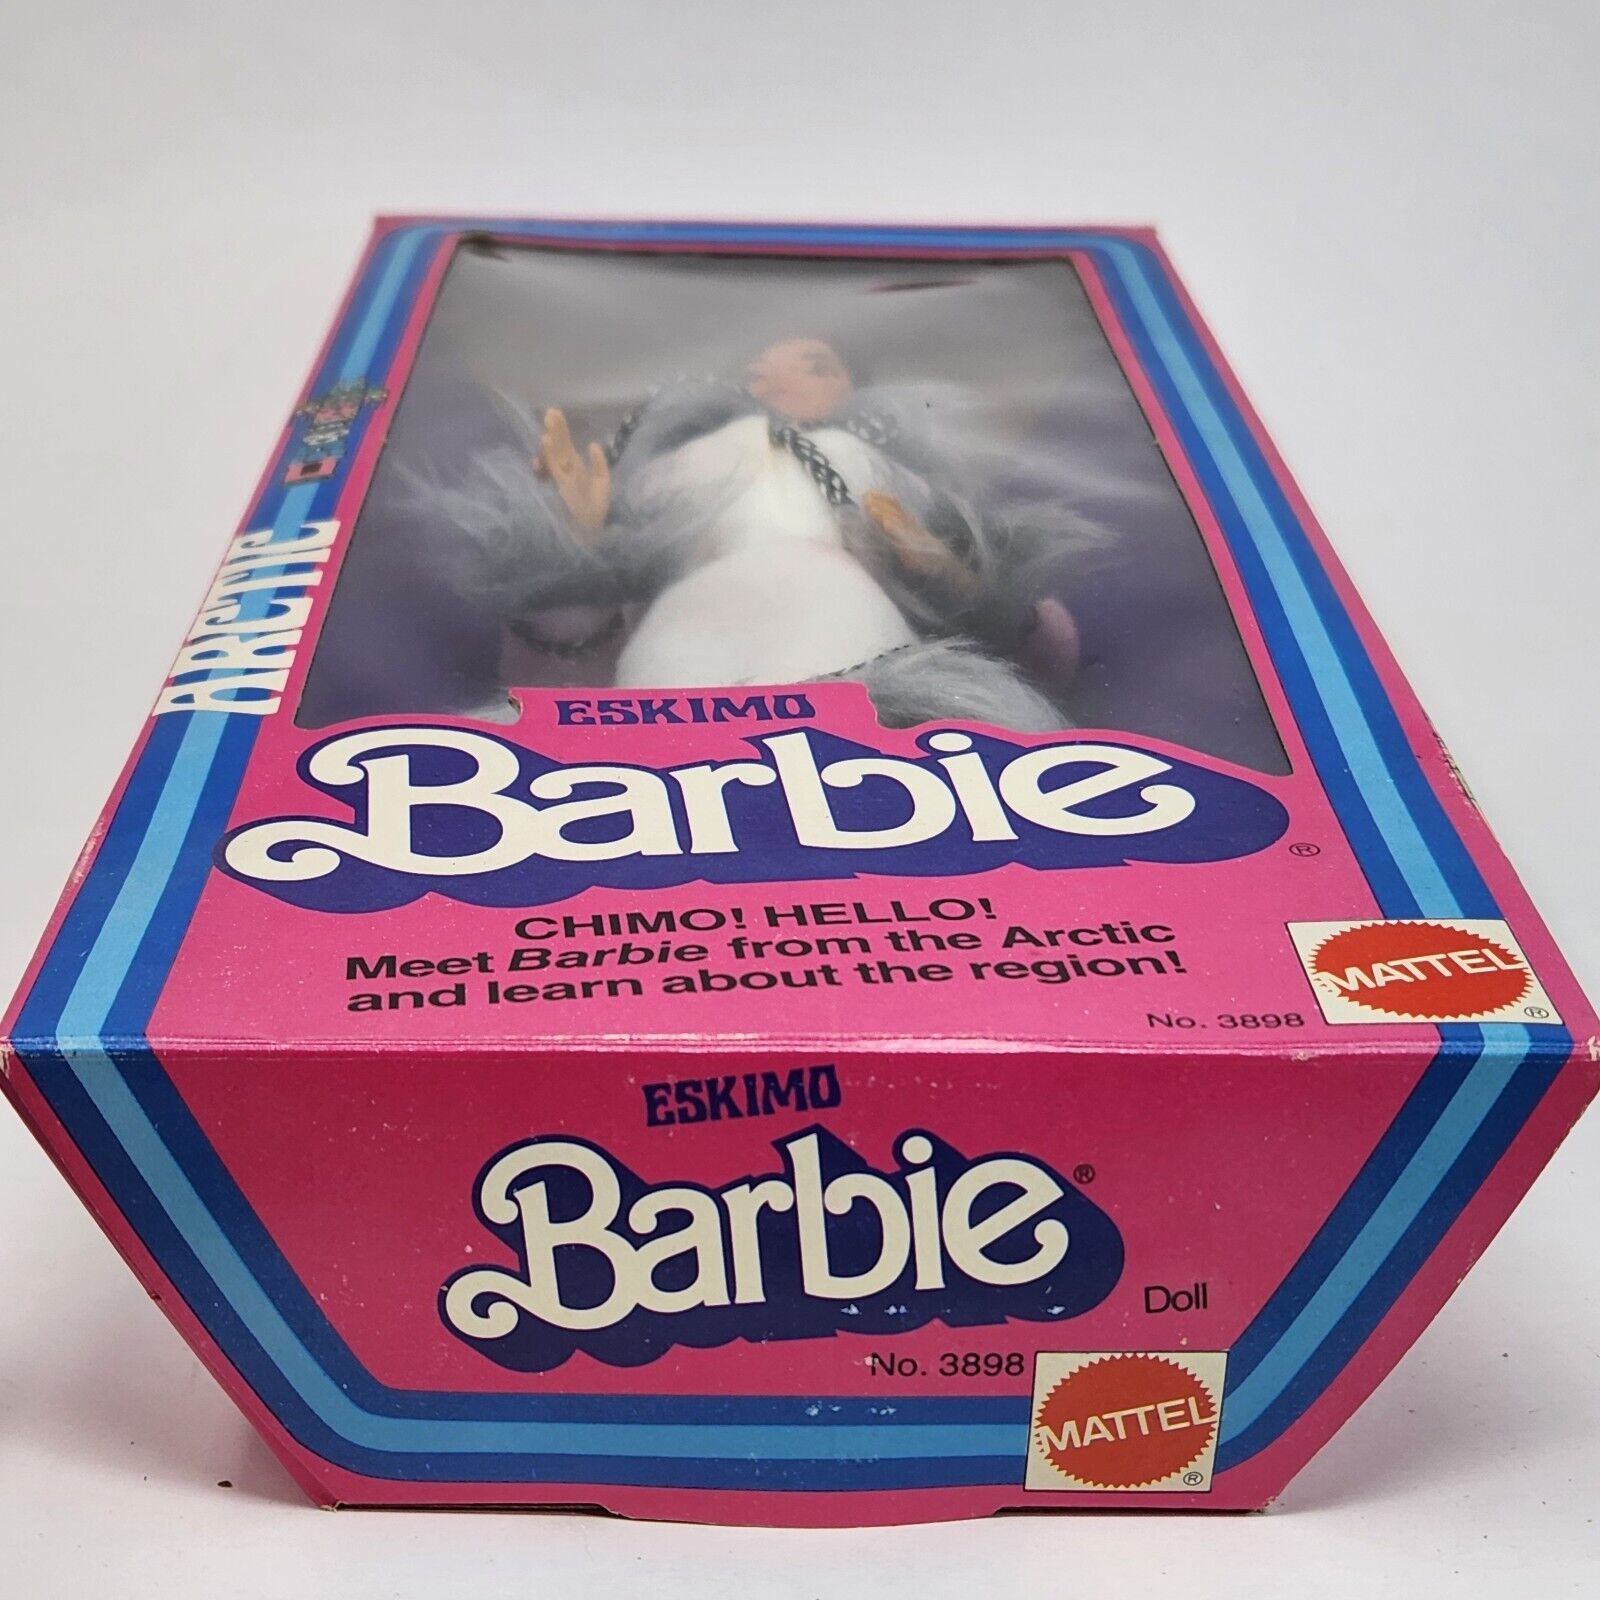 ARCTIC
ESKIMO
Barbie®
CHIMO! HELLO!
Meet Barbie from the Arctic
and learn about the region!
No. 3898
MATTEL®
ESKIMO
Barbie®
Doll
No. 3898
MATTEL®